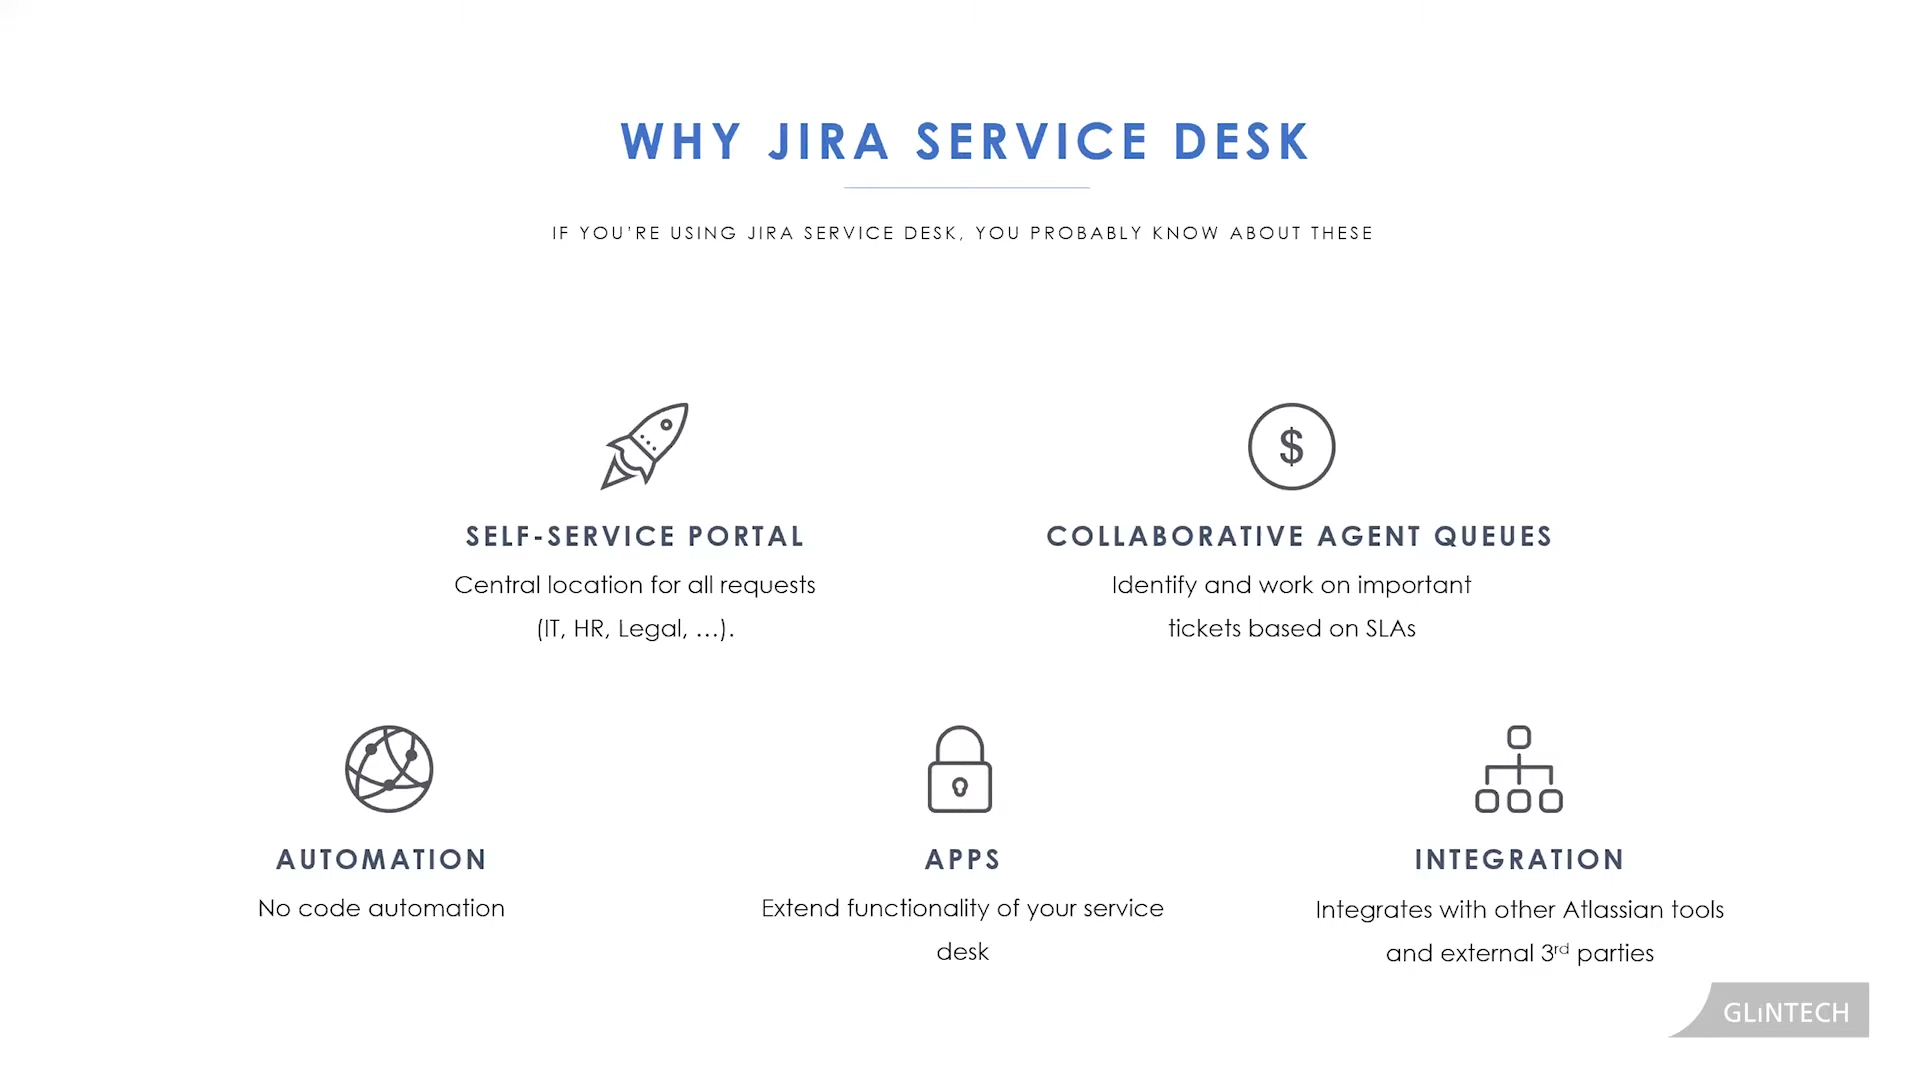 WHY JIRA SERVICE DESK
IF YOU'RE USING JIRA SERVICE DESK, YOU PROBABLY KNOW ABOUT THESE
$
SELF-SERVICE PORTAL
Central location for all requests
(IT, HR, Legal, …).
COLLABORATIVE AGENT QUEUES
Identify and work on important
tickets based on SLAs
AUTOMATION
No code automation
APPS
Extend functionality of your service
desk
INTEGRATION
Integrates with other Atlassian tools
and external 3rd parties
GLiNTECH